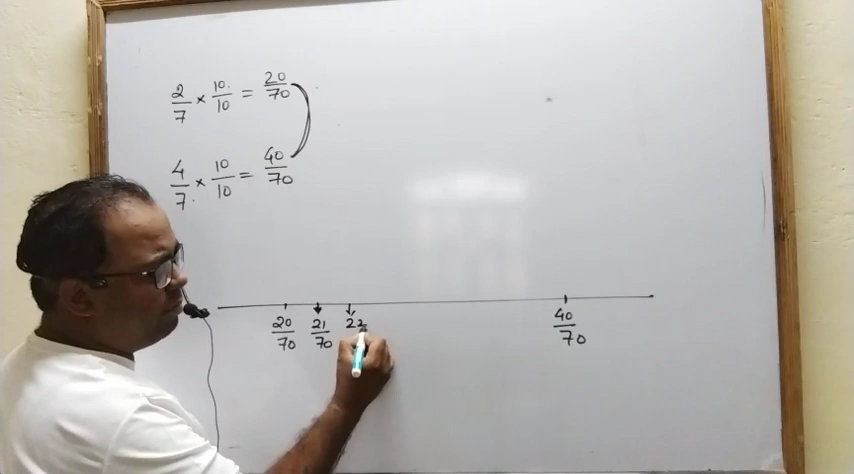 2/7 × 10/10 = 20/70
4/7 × 10/10 = 40/70
20/70 21/70 22 40/70